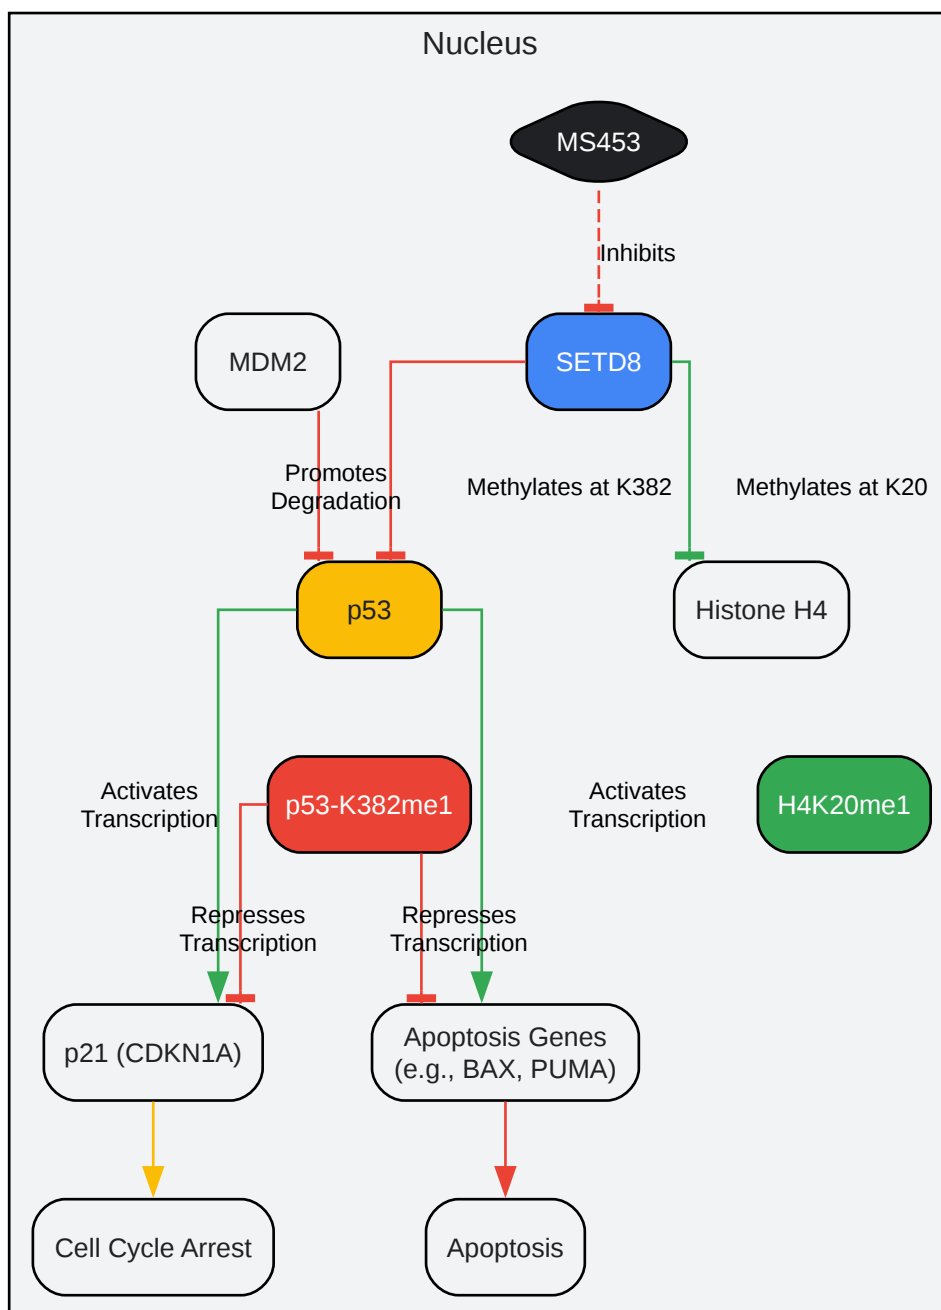 Nucleus
MS453
Inhibits
MDM2
SETD8
Promotes
Degradation
Methylates at K382
Methylates at K20
p53
Histone H4
Activates
Transcription
p53-K382me1
Activates
Transcription
H4K20me1
Represses
Transcription
Represses
Transcription
p21 (CDKN1A)
Apoptosis Genes
(e.g., BAX, PUMA)
Cell Cycle Arrest
Apoptosis